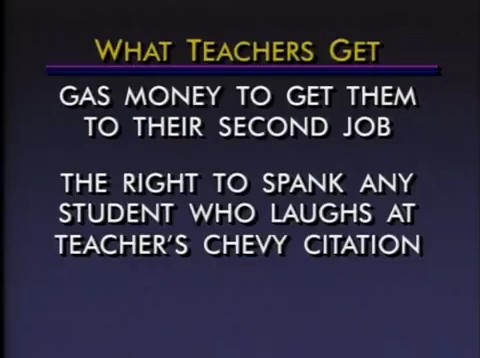 WHAT TEACHERS GET
GAS MONEY TO GET THEM
TO THEIR SECOND JOB
THE RIGHT TO SPANK ANY
STUDENT WHO LAUGHS AT
TEACHER'S CHEVY CITATION